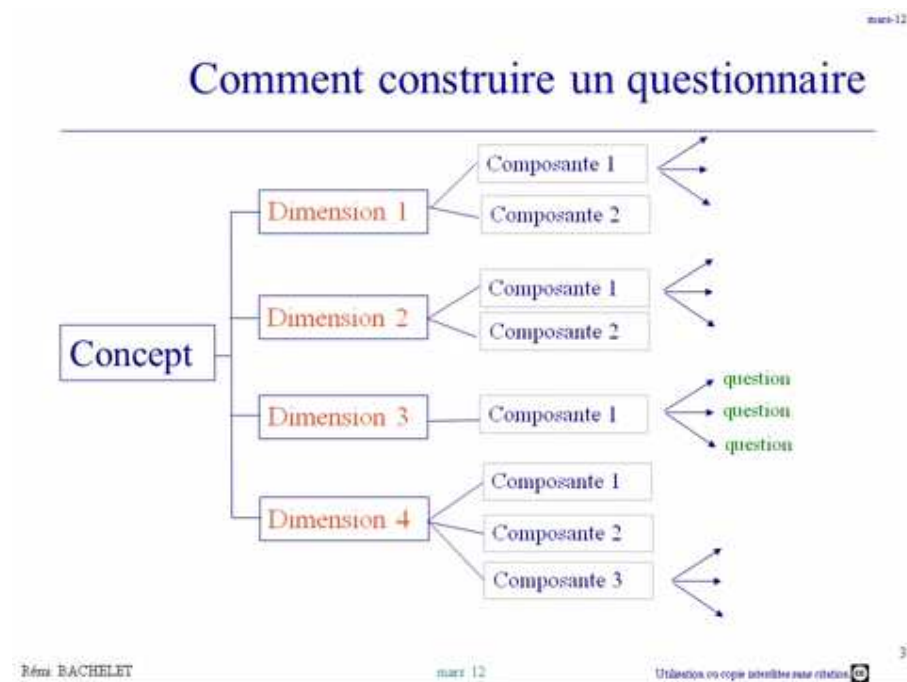 mars-12
Comment construire un questionnaire
Concept
Dimension 1
Composante 1
Composante 2
Dimension 2
Composante 1
Composante 2
Dimension 3
Composante 1
question
question
question
Dimension 4
Composante 1
Composante 2
Composante 3
3
Rémi BACHELET
mars 12
Utilisation ou copie interdites sans citation
cc